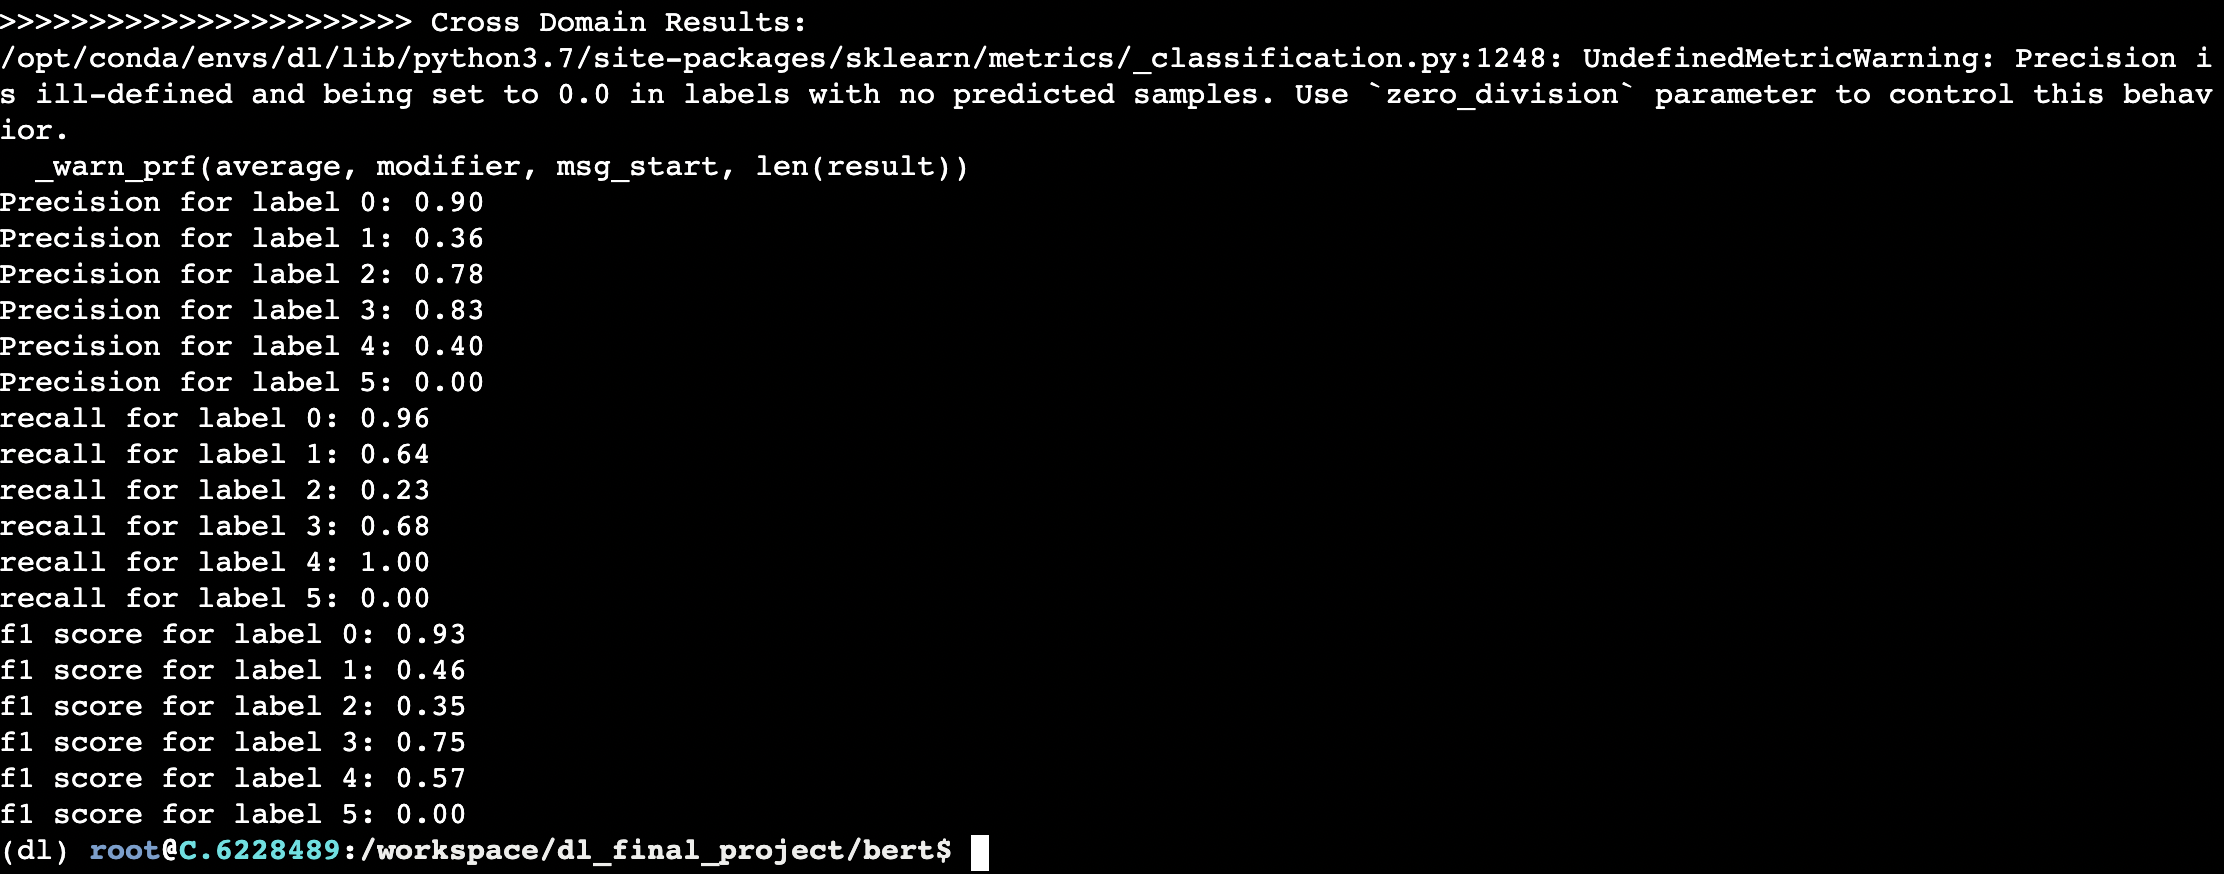 >>>>>>>>>>>>>>>>>>>>>>> Cross Domain Results:
/opt/conda/envs/dl/lib/python3.7/site-packages/sklearn/metrics/_classification.py:1248: UndefinedMetricWarning: Precision i
s ill-defined and being set to 0.0 in labels with no predicted samples. Use `zero_division` parameter to control this behav
ior.
  _warn_prf(average, modifier, msg_start, len(result))
Precision for label 0: 0.90
Precision for label 1: 0.36
Precision for label 2: 0.78
Precision for label 3: 0.83
Precision for label 4: 0.40
Precision for label 5: 0.00
recall for label 0: 0.96
recall for label 1: 0.64
recall for label 2: 0.23
recall for label 3: 0.68
recall for label 4: 1.00
recall for label 5: 0.00
f1 score for label 0: 0.93
f1 score for label 1: 0.46
f1 score for label 2: 0.35
f1 score for label 3: 0.75
f1 score for label 4: 0.57
f1 score for label 5: 0.00
(dl) root@C.6228489:/workspace/dl_final_project/bert$